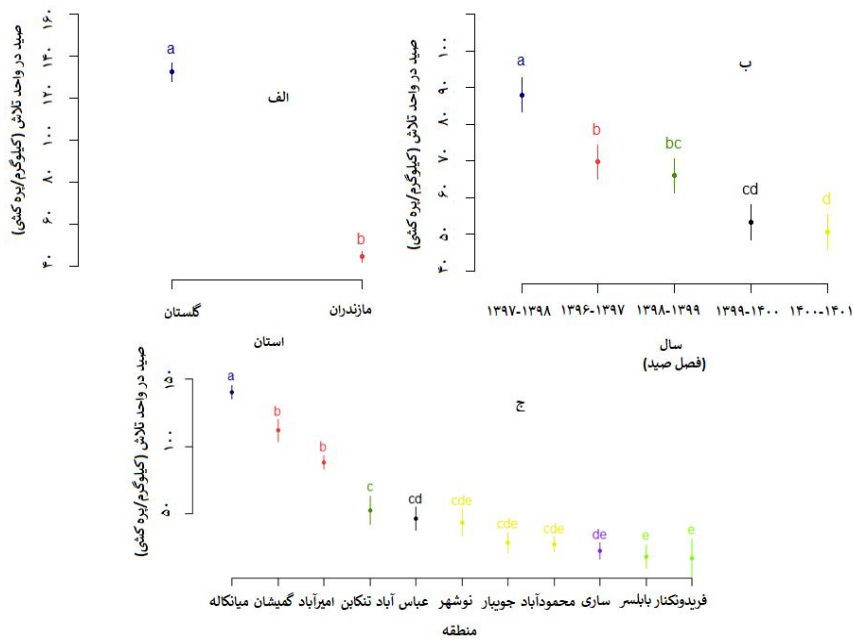 صید در واحد تلاش (کیلوگرم/پره کشی)
۱۶۰
۱۴۰
۱۲۰
۱۰۰
۸۰
۶۰
۴۰
a
b
الف
گلستان
مازندران
استان
صید در واحد تلاش (کیلوگرم/پره کشی)
۱۰۰
۹۰
۸۰
۷۰
۶۰
۵۰
۴۰
a
b
bc
cd
d
ب
۱۳۹۷-۱۳۹۸ ۱۳۹۶-۱۳۹۷ ۱۳۹۸-۱۳۹۹ ۱۳۹۹-۱۴۰۰ ۱۴۰۰-۱۴۰۱
سال
(فصل صید)
صید در واحد تلاش (کیلوگرم/پره کشی)
۱۵۰
۱۰۰
۵۰
a
b
b
c
cd
cde
cde
cde
de
e
e
ج
میانکاله گمیشان امیرآباد تنکابن عباس آباد نوشهر جویبار محمودآباد ساری بابلسر فریدونکنار
منطقه